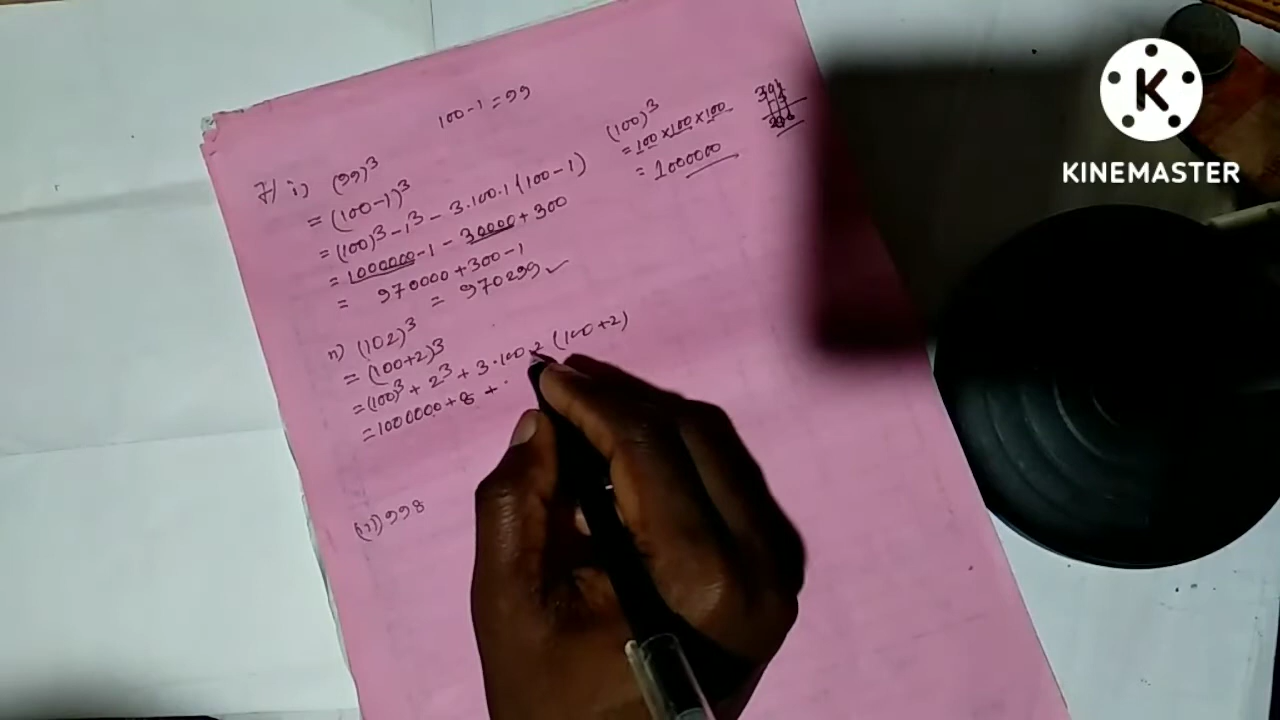 100-1=99
7/ i) (99)³
= (100-1)³
= (100)³-1³ - 3.100.1 (100-1)
= 1000000-1 - 30000 + 300
= 970000+300-1
= 970299 ✓
ii) (102)³
= (100+2)³
= (100)³ + 2³ + 3.100.2 (100+2)
= 1000000+8 +
(iii) 998
(100)³
= 100 × 100 × 100
= 1000000
K
KINEMASTER